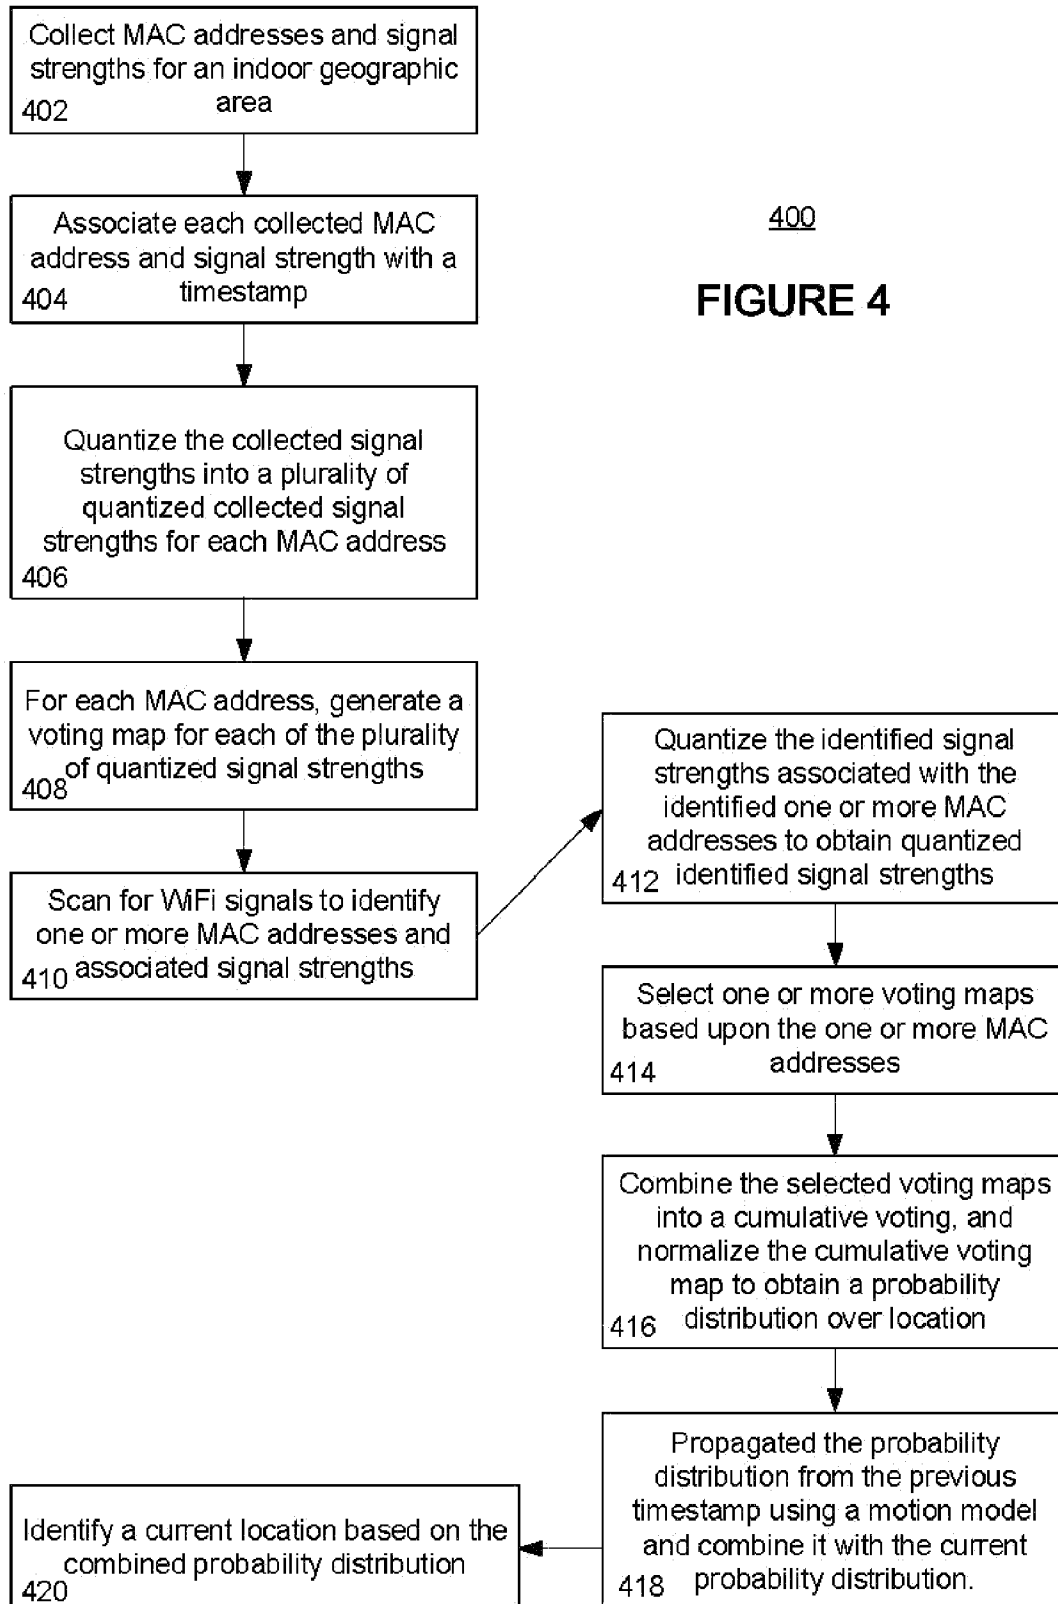 Collect MAC addresses and signal
strengths for an indoor geographic
area
402
Associate each collected MAC
address and signal strength with a
timestamp
404
400
FIGURE 4
Quantize the collected signal
strengths into a plurality of
quantized collected signal
strengths for each MAC address
406
For each MAC address, generate a
voting map for each of the plurality
of quantized signal strengths
408
Scan for WiFi signals to identify
one or more MAC addresses and
associated signal strengths
410
Quantize the identified signal
strengths associated with the
identified one or more MAC
addresses to obtain quantized
identified signal strengths
412
Select one or more voting maps
based upon the one or more MAC
addresses
414
Combine the selected voting maps
into a cumulative voting, and
normalize the cumulative voting
map to obtain a probability
distribution over location
416
Propagated the probability
distribution from the previous
timestamp using a motion model
and combine it with the current
probability distribution.
418
Identify a current location based on the
combined probability distribution
420